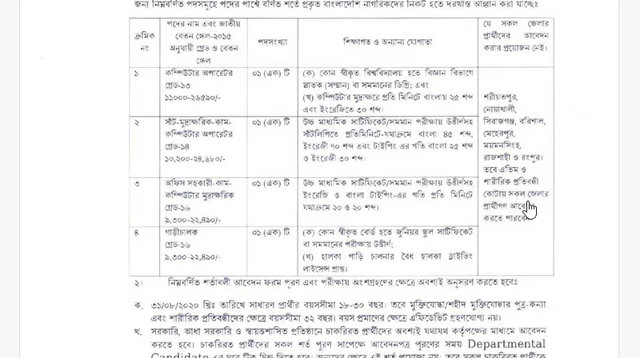 জন্য নিম্নবর্ণিত পদসমূহে পদের পার্শ্বে বর্ণিত শর্তে প্রকৃত বাংলাদেশি নাগরিকদের নিকট হতে দরখাস্ত আহ্বান করা যাচ্ছেঃ
ক্রমিক নং
পদের নাম এবং জাতীয় বেতন স্কেল-২০১৫ অনুযায়ী গ্রেড ও বেতন স্কেল
পদসংখ্যা
শিক্ষাগত ও অন্যান্য যোগ্যতা
যে সকল জেলার প্রার্থীদের আবেদন করার প্রয়োজন নেই।
১
কম্পিউটার অপারেটর
গ্রেড-১৩
১১০০০-২৬৫৯০/-
০১ (এক) টি
(ক) কোন স্বীকৃত বিশ্ববিদ্যালয় হতে বিজ্ঞান বিভাগে
স্নাতক (সম্মান) বা সমমানের ডিগ্রি; এবং
(খ) কম্পিউটার মুদ্রাক্ষরে প্রতি মিনিটে বাংলায় ২৫ শব্দ
এবং ইংরেজিতে ৩০ শব্দ।
২
সাঁট-মুদ্রাক্ষরিক-কাম-
কম্পিউটার অপারেটর
গ্রেড-১৪
১০,২০০-২৪,৬৮০/-
০১ (এক) টি
উচ্চ মাধ্যমিক সার্টিফিকেট/সমমান পরীক্ষায় উত্তীর্ণসহ
সাঁটলিপিতে প্রতিমিনিটে-যথাক্রমে বাংলা ৪৫ শব্দ,
ইংরেজী ৭০ শব্দ এবং টাইপিং এর গতি বাংলা ২৫ শব্দ
ও ইংরেজী ৩০ শব্দ।
৩
অফিস সহকারী-কাম-
কম্পিউটার মুদ্রাক্ষরিক
গ্রেড-১৬
৯,৩০০-২২,৪৯০/-
০১ (এক) টি
উচ্চ মাধ্যমিক সার্টিফিকেট/সমমান পরীক্ষায় উত্তীর্ণসহ
ইংরেজি ও বাংলা টাইপিং-এর গতি প্রতি মিনিটে
যথাক্রমে ২০ ও ২০ শব্দ।
৪
গাড়ীচালক
গ্রেড-১৬
৯,৩০০-২২,৪৯০/-
০১ (এক) টি
(ক) কোন স্বীকৃত বোর্ড হতে জুনিয়র স্কুল সার্টিফিকেট
বা সমমানের পরীক্ষায় উত্তীর্ণ;
(খ) হালকা গাড়ি চালনার বৈধ হালকা ড্রাইভিং
লাইসেন্স প্রাপ্ত।
শরীয়তপুর,
নোয়াখালী,
সিরাজগঞ্জ, বরিশাল,
মেহেরপুর,
ময়মনসিংহ,
রাজশাহী ও রংপুর।
তবে এতিম ও
শারীরিক প্রতিবন্ধী
কোটায় সকল জেলার
প্রার্থীগণ
করতে পারবে
২। নিম্নবর্ণিত শর্তাবলী আবেদন ফরম পূরণ এবং পরীক্ষায় অংশগ্রহণের ক্ষেত্রে অবশ্যই অনুসরণ করতে হবেঃ
ক. ৩১/০৮/২০২০ খ্রিঃ তারিখে সাধারণ প্রার্থীর বয়সসীমা ১৮-৩০ বছর। তবে মুক্তিযোদ্ধা/শহীদ মুক্তিযোদ্ধার পুত্র-কন্যা
এবং শারীরিক প্রতিবন্ধীদের ক্ষেত্রে বয়সসীমা ৩২ বছর। বয়স প্রমাণের ক্ষেত্রে এফিডেভিট গ্রহণযোগ্য নয়।
খ. সরকারি, আধা সরকারি ও স্বায়ত্তশাসিত প্রতিষ্ঠানে চাকরিরত প্রার্থীদের অবশ্যই যথাযথ কর্তৃপক্ষের মাধ্যমে আবেদন
করতে হবে। চাকরিরত প্রার্থীদের সকল শর্ত পূরণ সাপেক্ষে আবেদনপত্র পূরণের সময় Departmental
Candidate